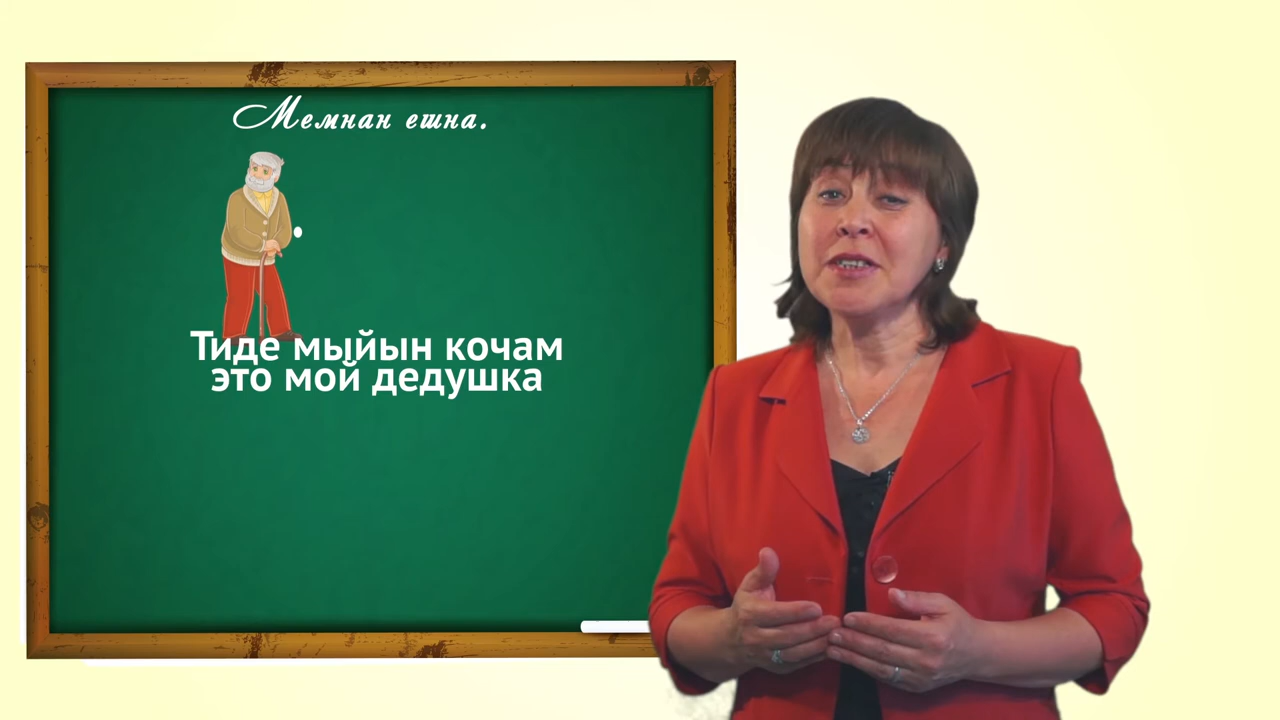 Мемнан ешна.
Тиде мыйын кочам
это мой дедушка